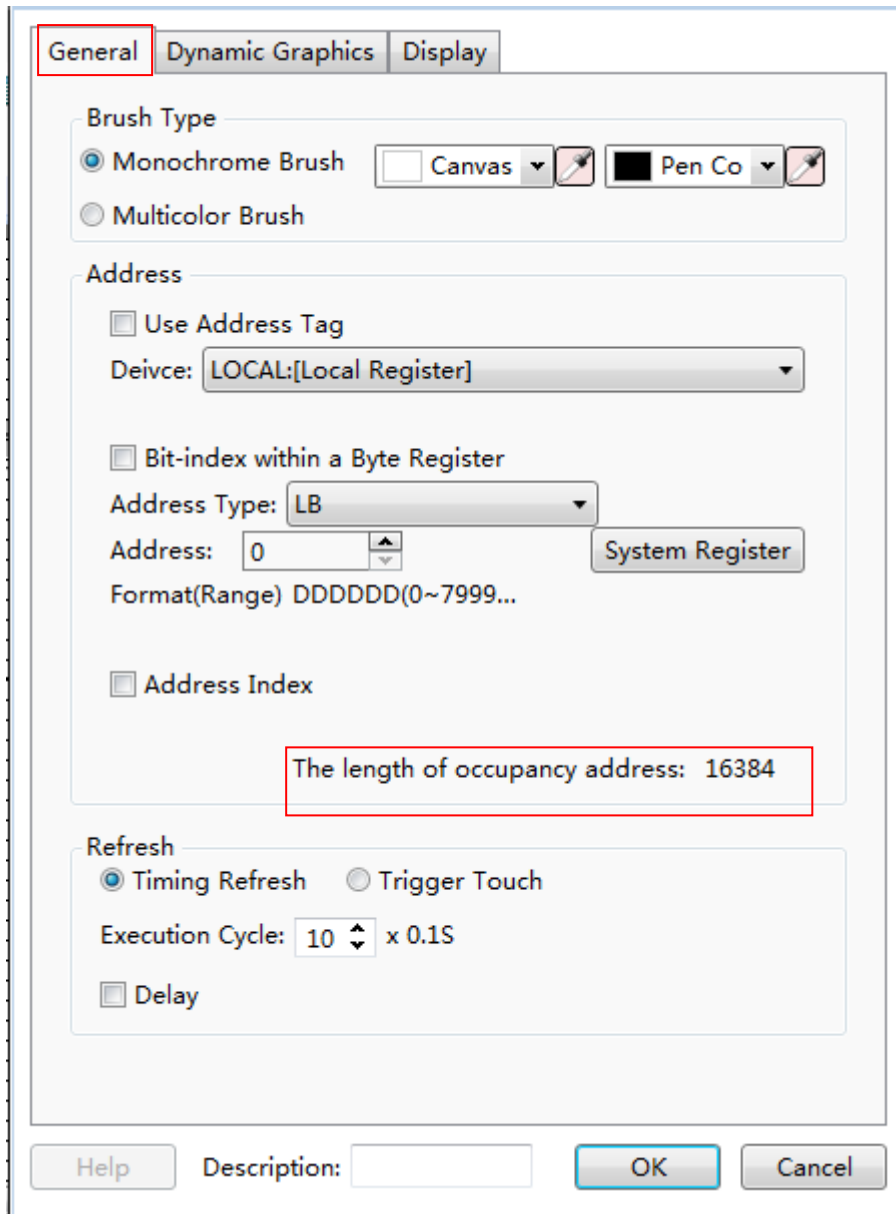 General Dynamic Graphics Display
Brush Type
Monochrome Brush Canvas Pen Co
Multicolor Brush
Address
Use Address Tag
Deivce: LOCAL:[Local Register]
Bit-index within a Byte Register
Address Type: LB
Address: 0 System Register
Format(Range) DDDDDD(0~7999...
Address Index
The length of occupancy address: 16384
Refresh
Timing Refresh Trigger Touch
Execution Cycle: 10 x 0.1S
Delay
Help Description: OK Cancel